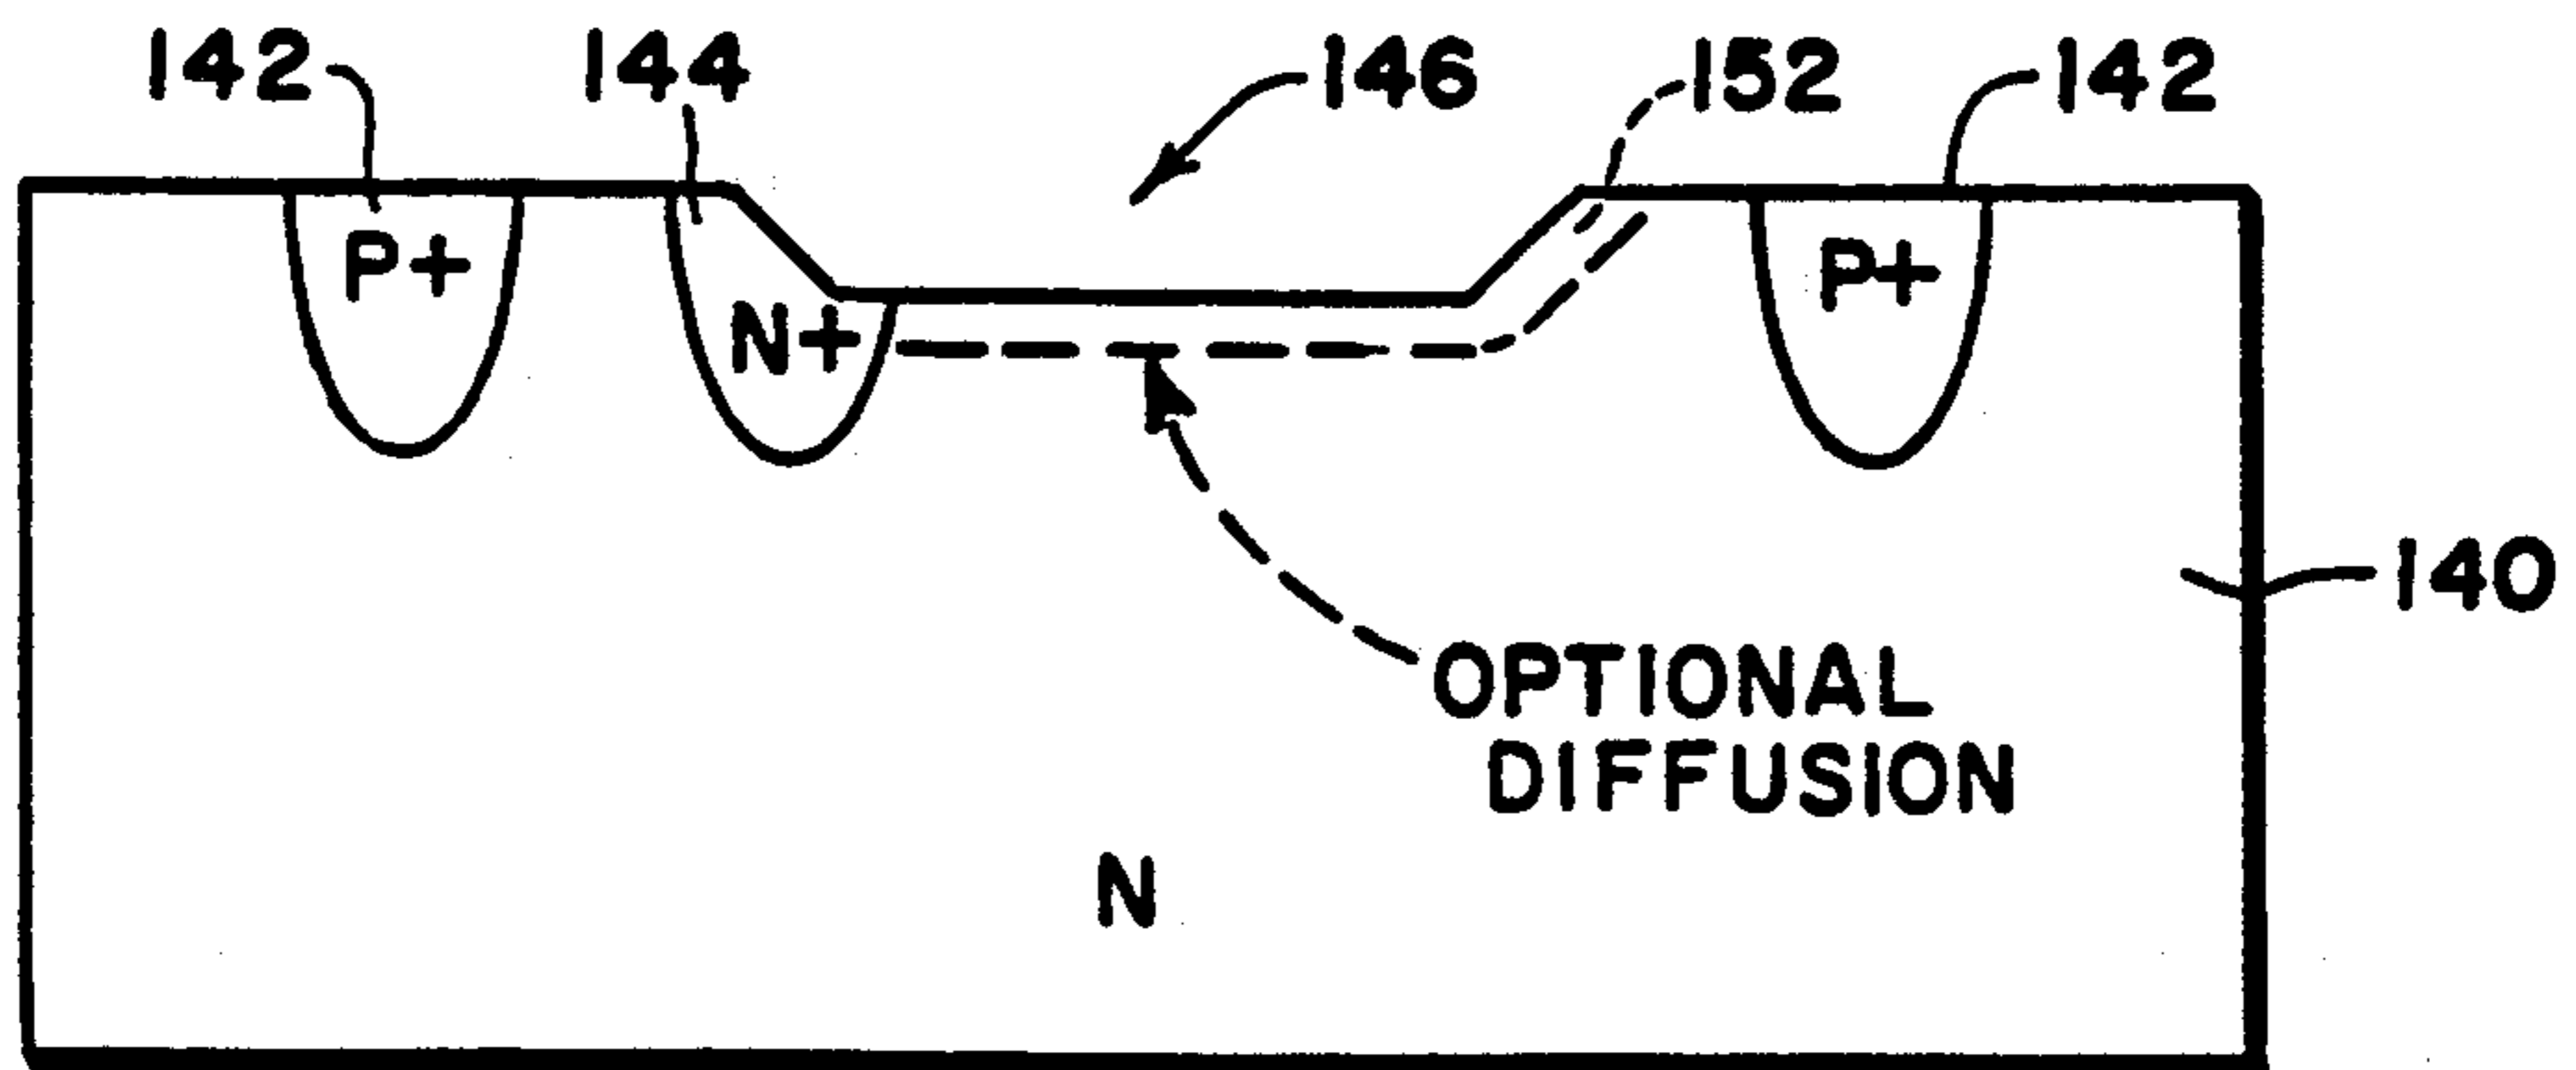 142 144 146 152 142
P+ P+
N+
140
OPTIONAL
DIFFUSION
N